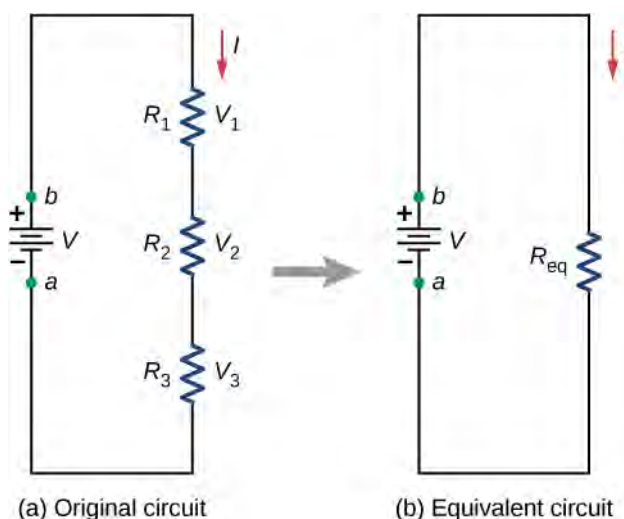 I
R1 V1
b
+
V
R2 V2
−
a
R3 V3
(a) Original circuit
b
+
V
Req
−
a
(b) Equivalent circuit